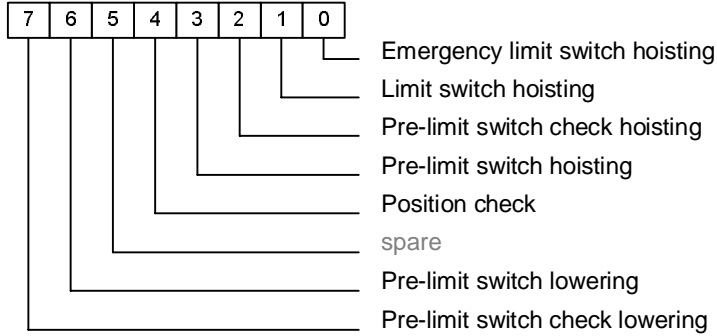 7 6 5 4 3 2 1 0
Emergency limit switch hoisting
Limit switch hoisting
Pre-limit switch check hoisting
Pre-limit switch hoisting
Position check
spare
Pre-limit switch lowering
Pre-limit switch check lowering